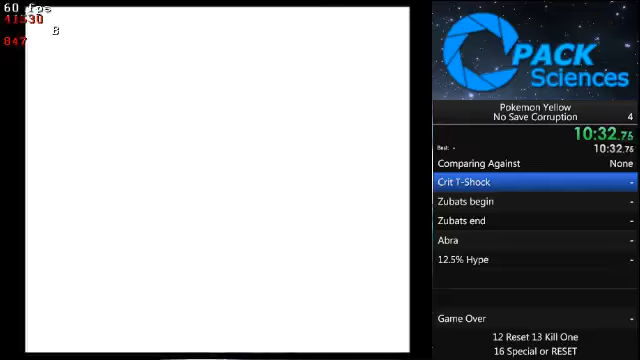 60 fps
41530
B
847
PACK
Sciences
Pokemon Yellow
No Save Corruption 4
10:32.75
Best: - 10:32.75
Comparing Against None
Crit T-Shock -
Zubats begin -
Zubats end -
Abra -
12.5% Hype -
Game Over -
12 Reset 13 Kill One
16 Special or RESET